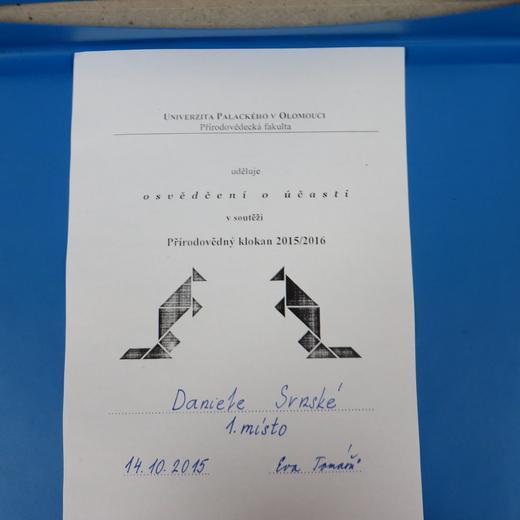 UNIVERZITA PALACKÉHO V OLOMOUCI
Přírodovědecká fakulta
uděluje
osvědčení o účasti
v soutěži
Přírodovědný klokan 2015/2016
Daniele Srnské
1. místo
14.10.2015 Eva